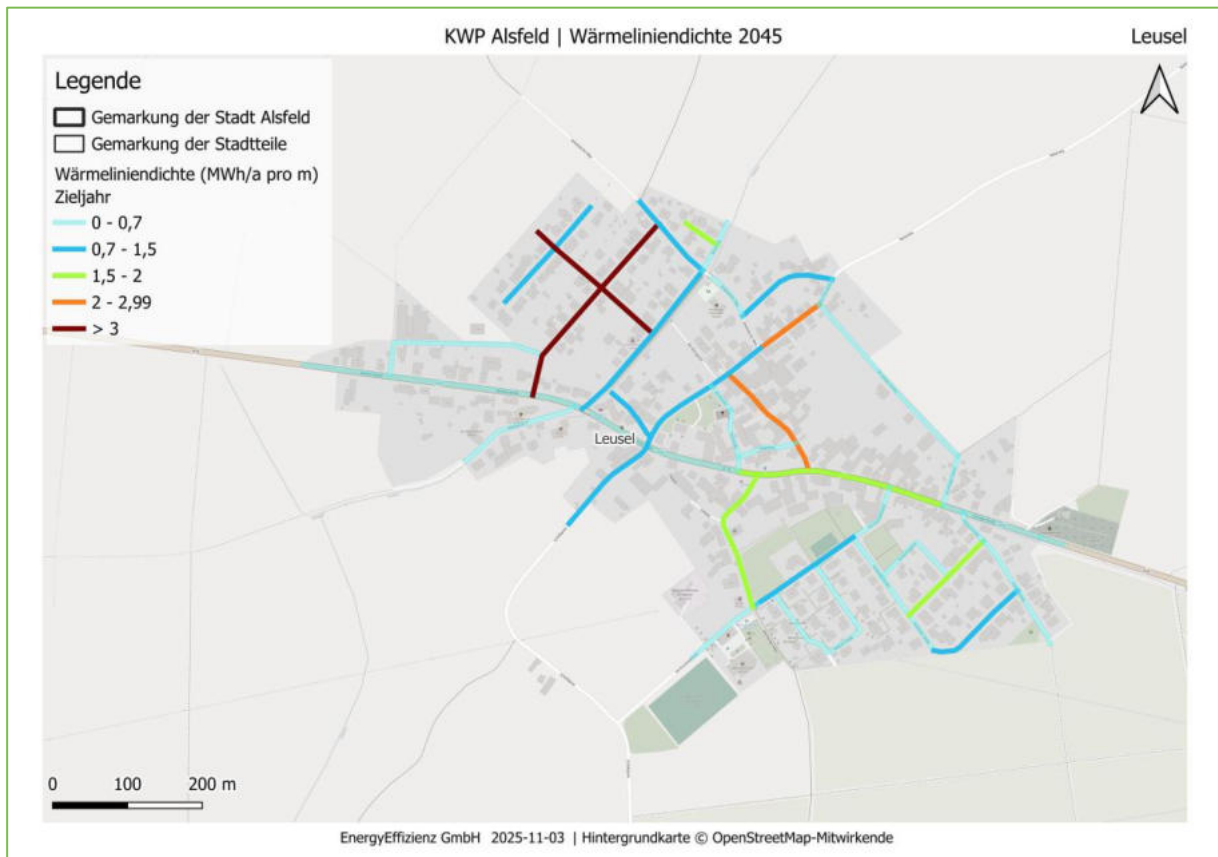 KWP Alsfeld | Wärmeliniendichte 2045
Leusel
Legende
Gemarkung der Stadt Alsfeld
Gemarkung der Stadtteile
Wärmeliniendichte (MWh/a pro m)
Zieljahr
0 - 0,7
0,7 - 1,5
1,5 - 2
2 - 2,99
> 3
Leusel
0 100 200 m
EnergyEffizienz GmbH 2025-11-03 | Hintergrundkarte © OpenStreetMap-Mitwirkende